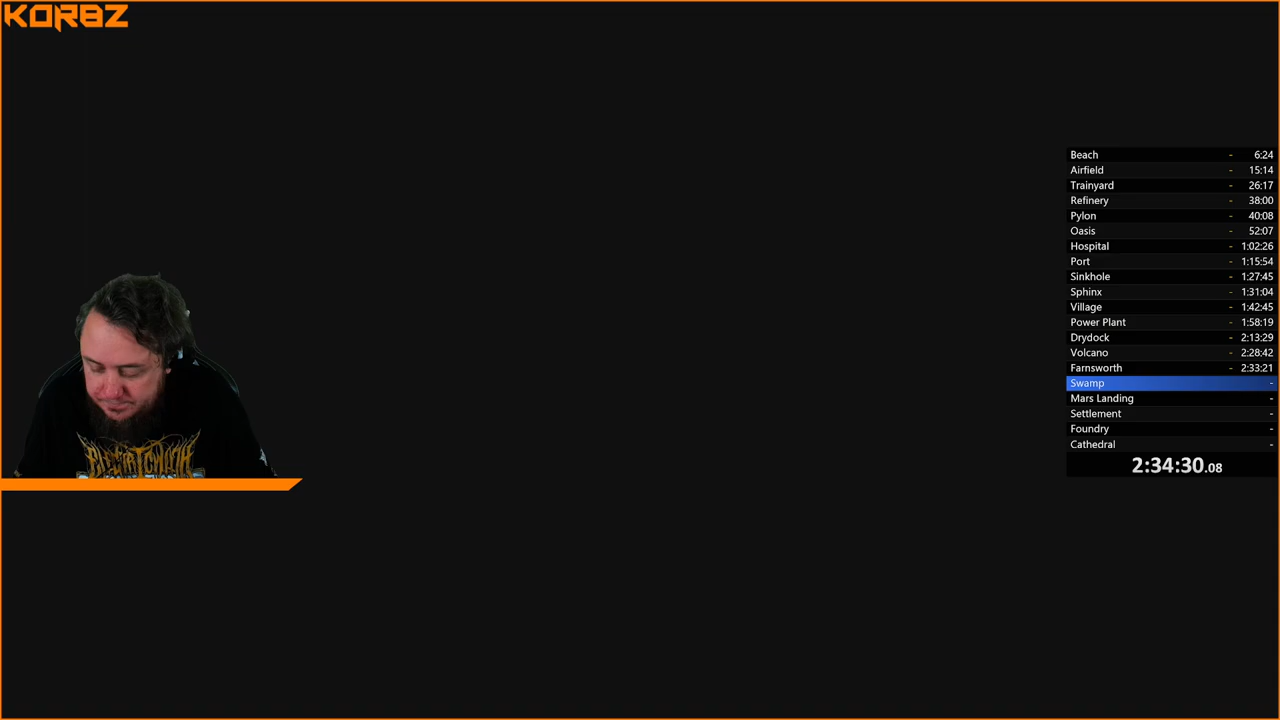 KORBZ
Beach - 6:24
Airfield - 15:14
Trainyard - 26:17
Refinery - 38:00
Pylon - 40:08
Oasis - 52:07
Hospital - 1:02:26
Port - 1:15:54
Sinkhole - 1:27:45
Sphinx - 1:31:04
Village - 1:42:45
Power Plant - 1:58:19
Drydock - 2:13:29
Volcano - 2:28:42
Farnsworth - 2:33:21
Swamp -
Mars Landing -
Settlement -
Foundry -
Cathedral -
2:34:30.08